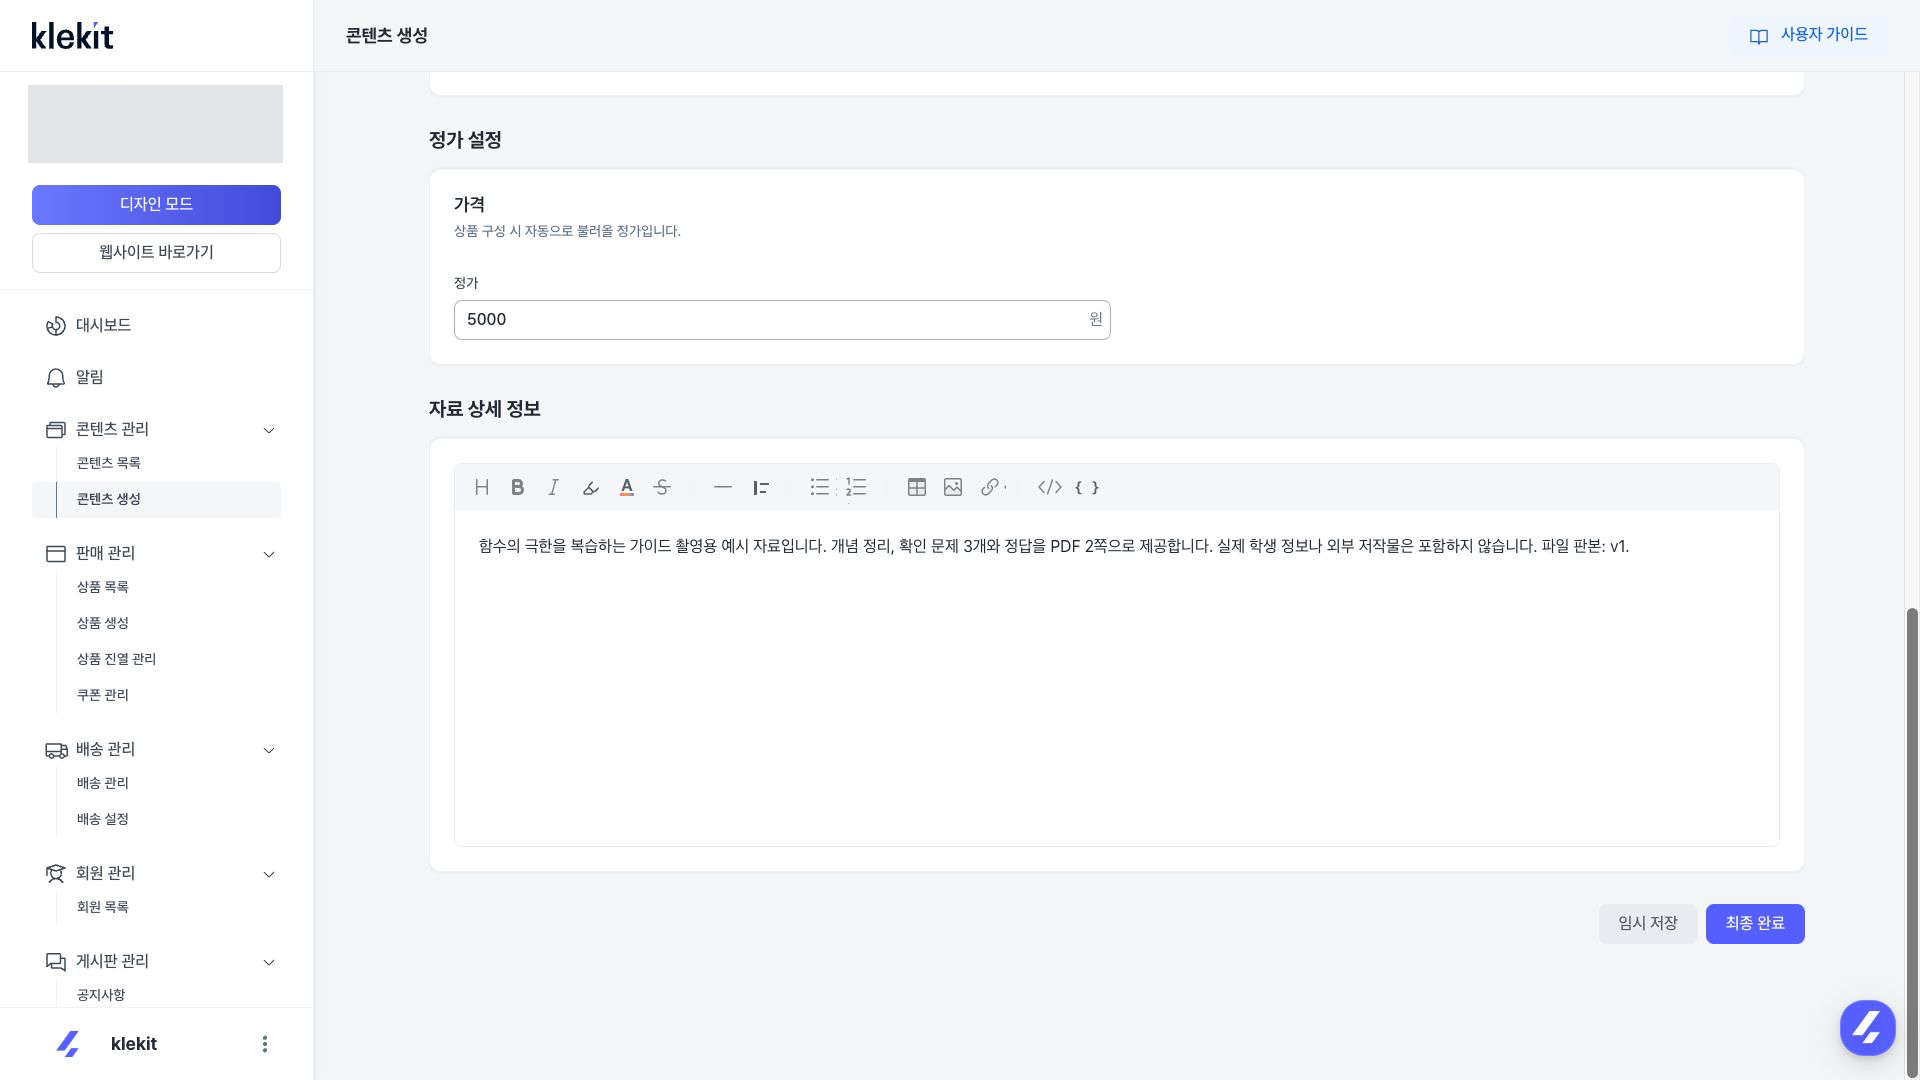 klekit
콘텐츠 생성
사용자 가이드
디자인 모드
웹사이트 바로가기
대시보드
알림
콘텐츠 관리
콘텐츠 목록
콘텐츠 생성
판매 관리
상품 목록
상품 생성
상품 진열 관리
쿠폰 관리
배송 관리
배송 관리
배송 설정
회원 관리
회원 목록
게시판 관리
공지사항
klekit
정가 설정
가격
상품 구성 시 자동으로 불러올 정가입니다.
정가
5000 원
자료 상세 정보
함수의 극한을 복습하는 가이드 촬영용 예시 자료입니다. 개념 정리, 확인 문제 3개와 정답을 PDF 2쪽으로 제공합니다. 실제 학생 정보나 외부 저작물은 포함하지 않습니다. 파일 판본: v1.
임시 저장
최종 완료